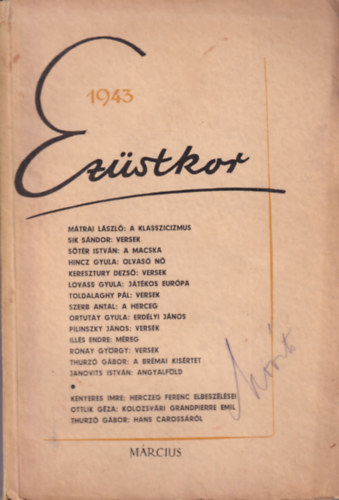 1943
Ezüstkor
MÁTRAI LÁSZLÓ: A KLASSZICIZMUS
SIK SÁNDOR: VERSEK
SŐTÉR ISTVÁN: A MACSKA
HINCZ GYULA: OLVASÓ NŐ
KERESZTURY DEZSŐ: VERSEK
LOVASS GYULA: JÁTÉKOS EURÓPA
TOLDALAGHY PÁL: VERSEK
SZERB ANTAL: A HERCEG
ORTUTAY GYULA: ERDÉLYI JÁNOS
PILINSZKY JÁNOS: VERSEK
ILLÉS ENDRE: MÉREG
RÓNAY GYÖRGY: VERSEK
THURZÓ GÁBOR: A BRÉMAI KISÉRTET
JANOVITS ISTVÁN: ANGYALFÖLD
KENYERES IMRE: HERCZEG FERENC ELBESZÉLÉSEI
OTTLIK GÉZA: KOLOZSVÁRI GRANDPIERRE EMIL
THURZÓ GÁBOR: HANS CAROSSÁRÓL
MÁRCIUS